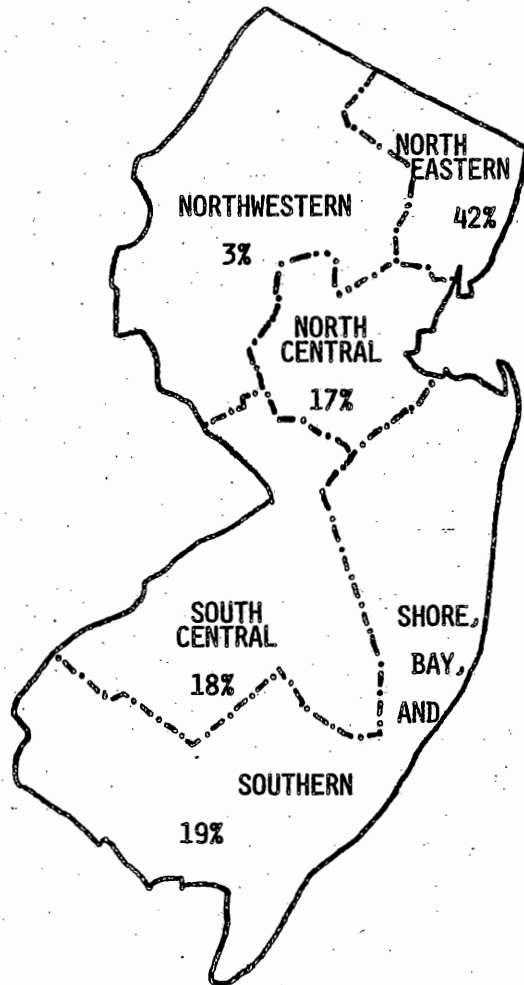 NORTH
EASTERN
42%
NORTHWESTERN
3%
NORTH
CENTRAL
17%
SOUTH
CENTRAL
18%
SHORE,
BAY,
AND
SOUTHERN
19%